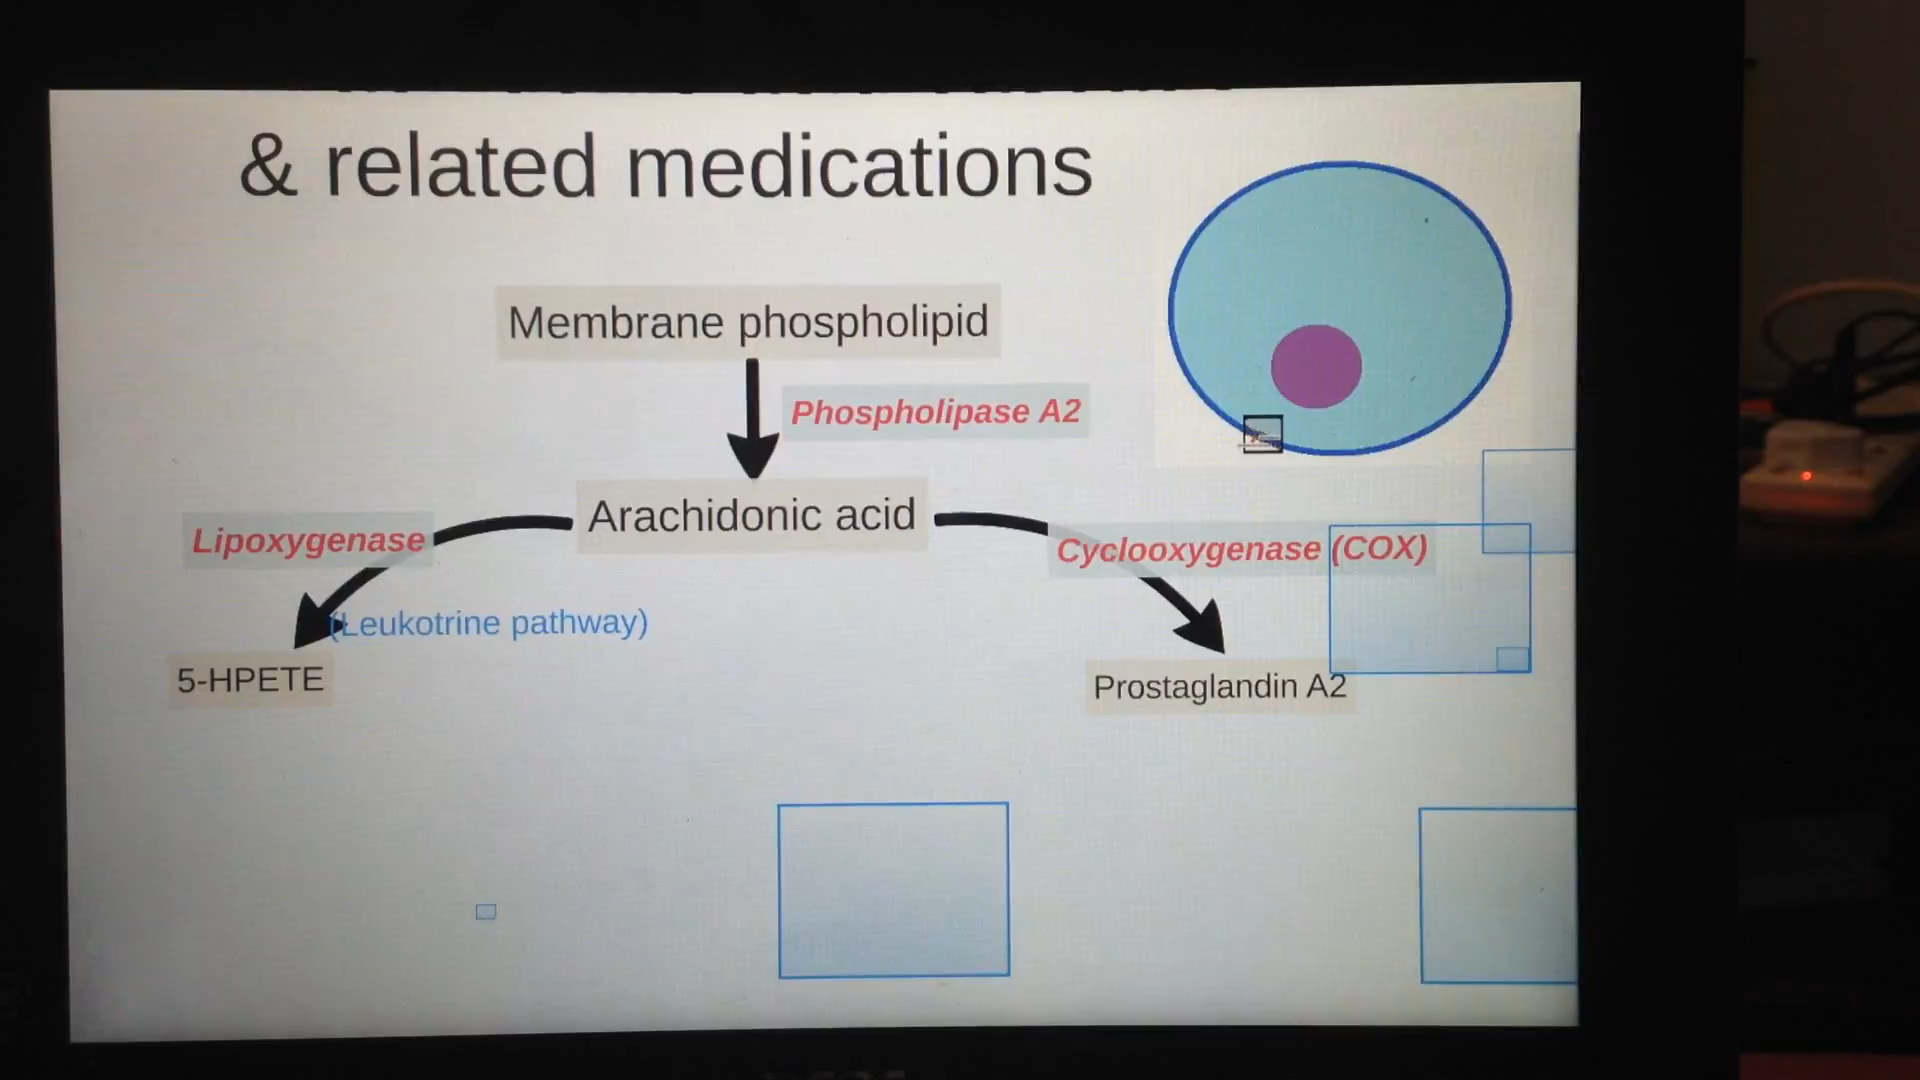 & related medications
Membrane phospholipid
Phospholipase A2
Arachidonic acid
Lipoxygenase
Cyclooxygenase (COX)
(Leukotrine pathway)
5-HPETE
Prostaglandin A2